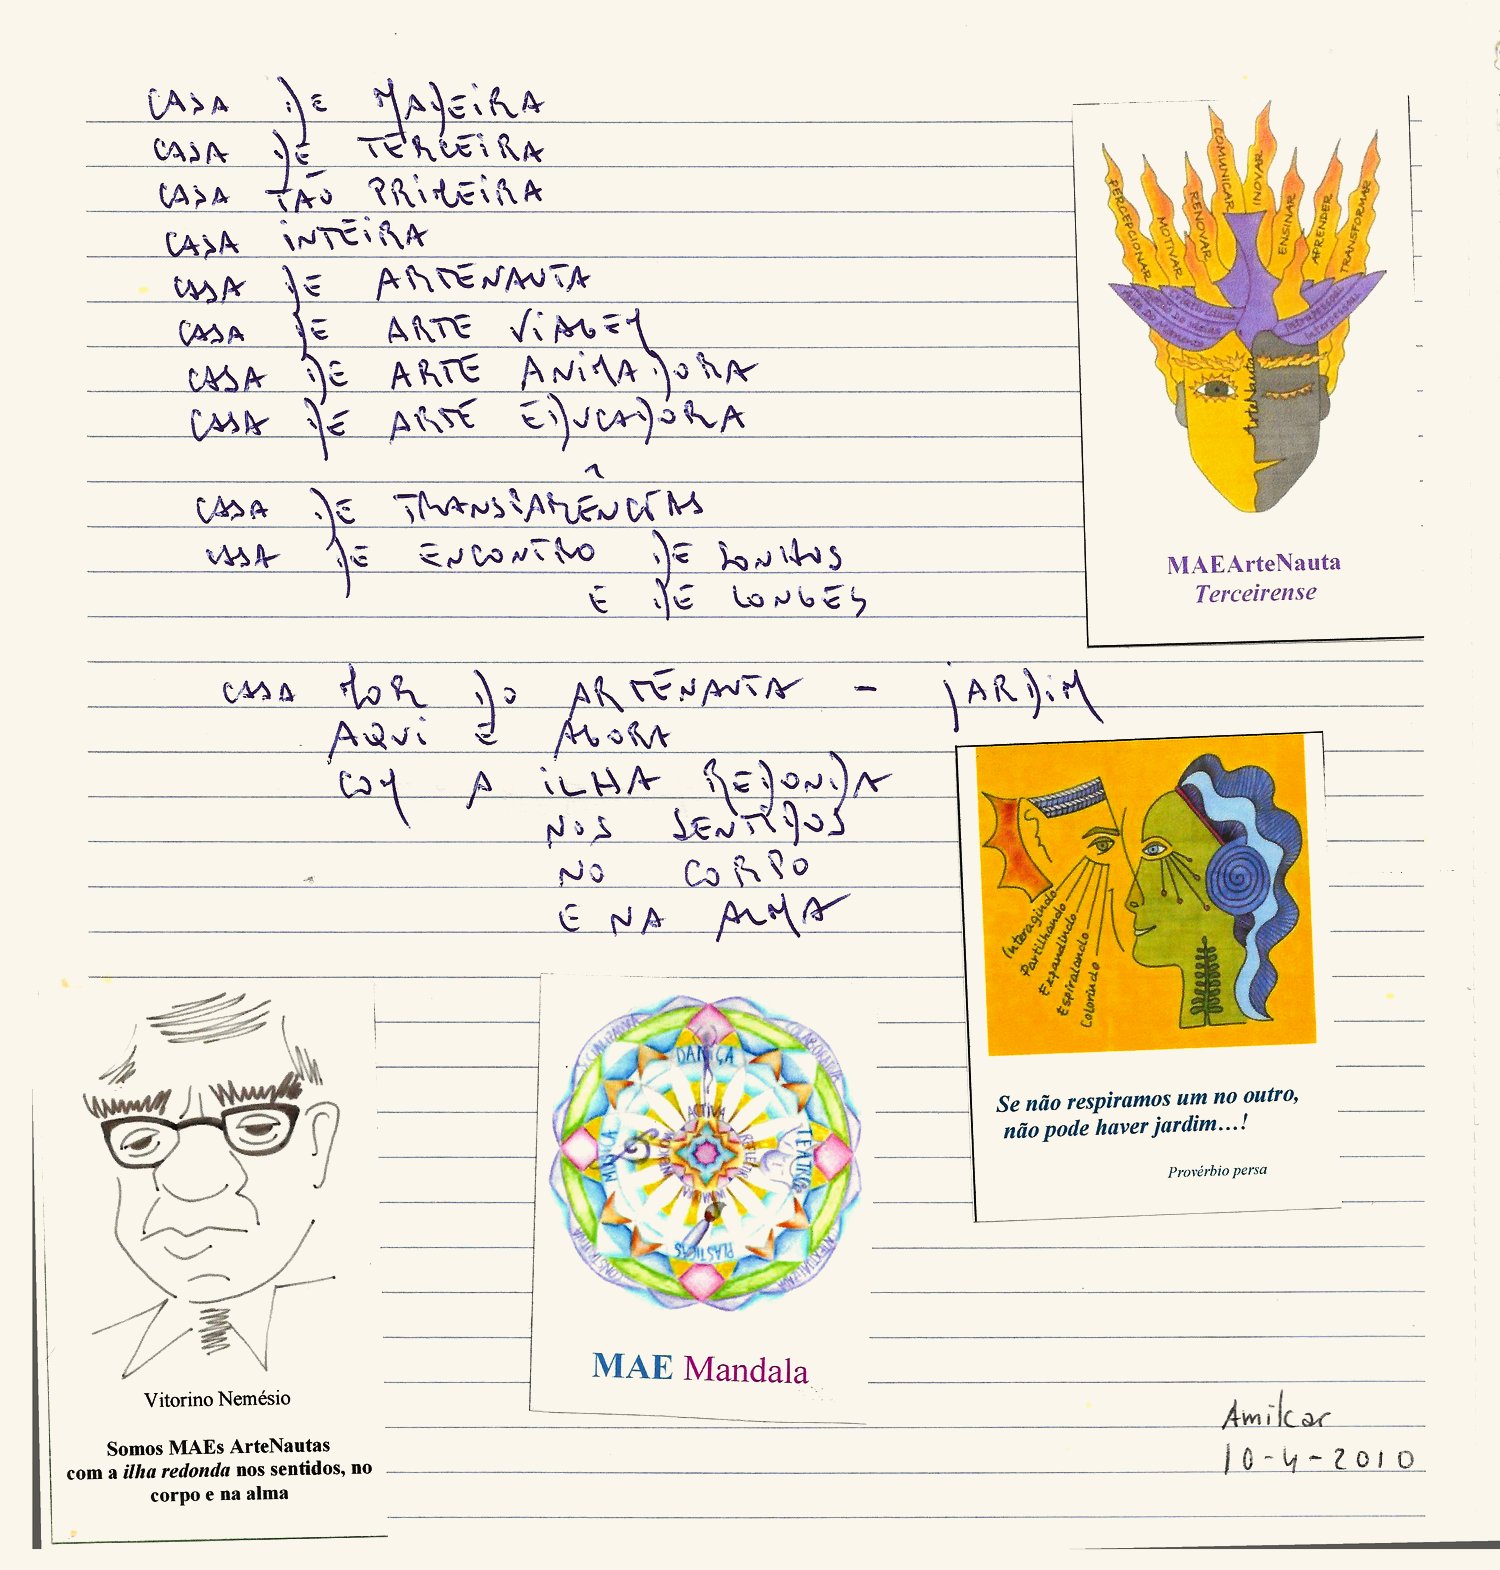 CASA DE MADEIRA
CASA DE TERCEIRA
CASA TÃO PRIMEIRA
CASA INTEIRA
CASA DE ARTENAUTA
CASA DE ARTE VIAGEM
CASA DE ARTE ANIMADORA
CASA DE ARTE EDUCADORA
CASA DE
CASA DE ENCONTRO DE SONHOS
E DE LONGES
CASA MOR DO ARTENAUTA - JARDIM
AQUI E AGORA
COM A ILHA REDONDA
NOS SENTIDOS
NO CORPO
E NA ALMA
PERCEPCIONAR
MOTIVAR
RENOVAR
COMUNICAR
INOVAR
ENSINAR
APRENDER
TRANSFORMAR
ArteNauta
MAEArteNauta
Terceirense
Interagindo
Partilhando
Expandindo
Espiralando
Colorindo
Se não respiramos um no outro,
não pode haver jardim...!
Provérbio persa
Vitorino Nemésio
Somos MAEs ArteNautas
com a ilha redonda nos sentidos, no
corpo e na alma
DANÇA
TEATRO
PLÁSTICAS
MÚSICA
ACTIVA
MAE Mandala
Amilcar
10-4-2010